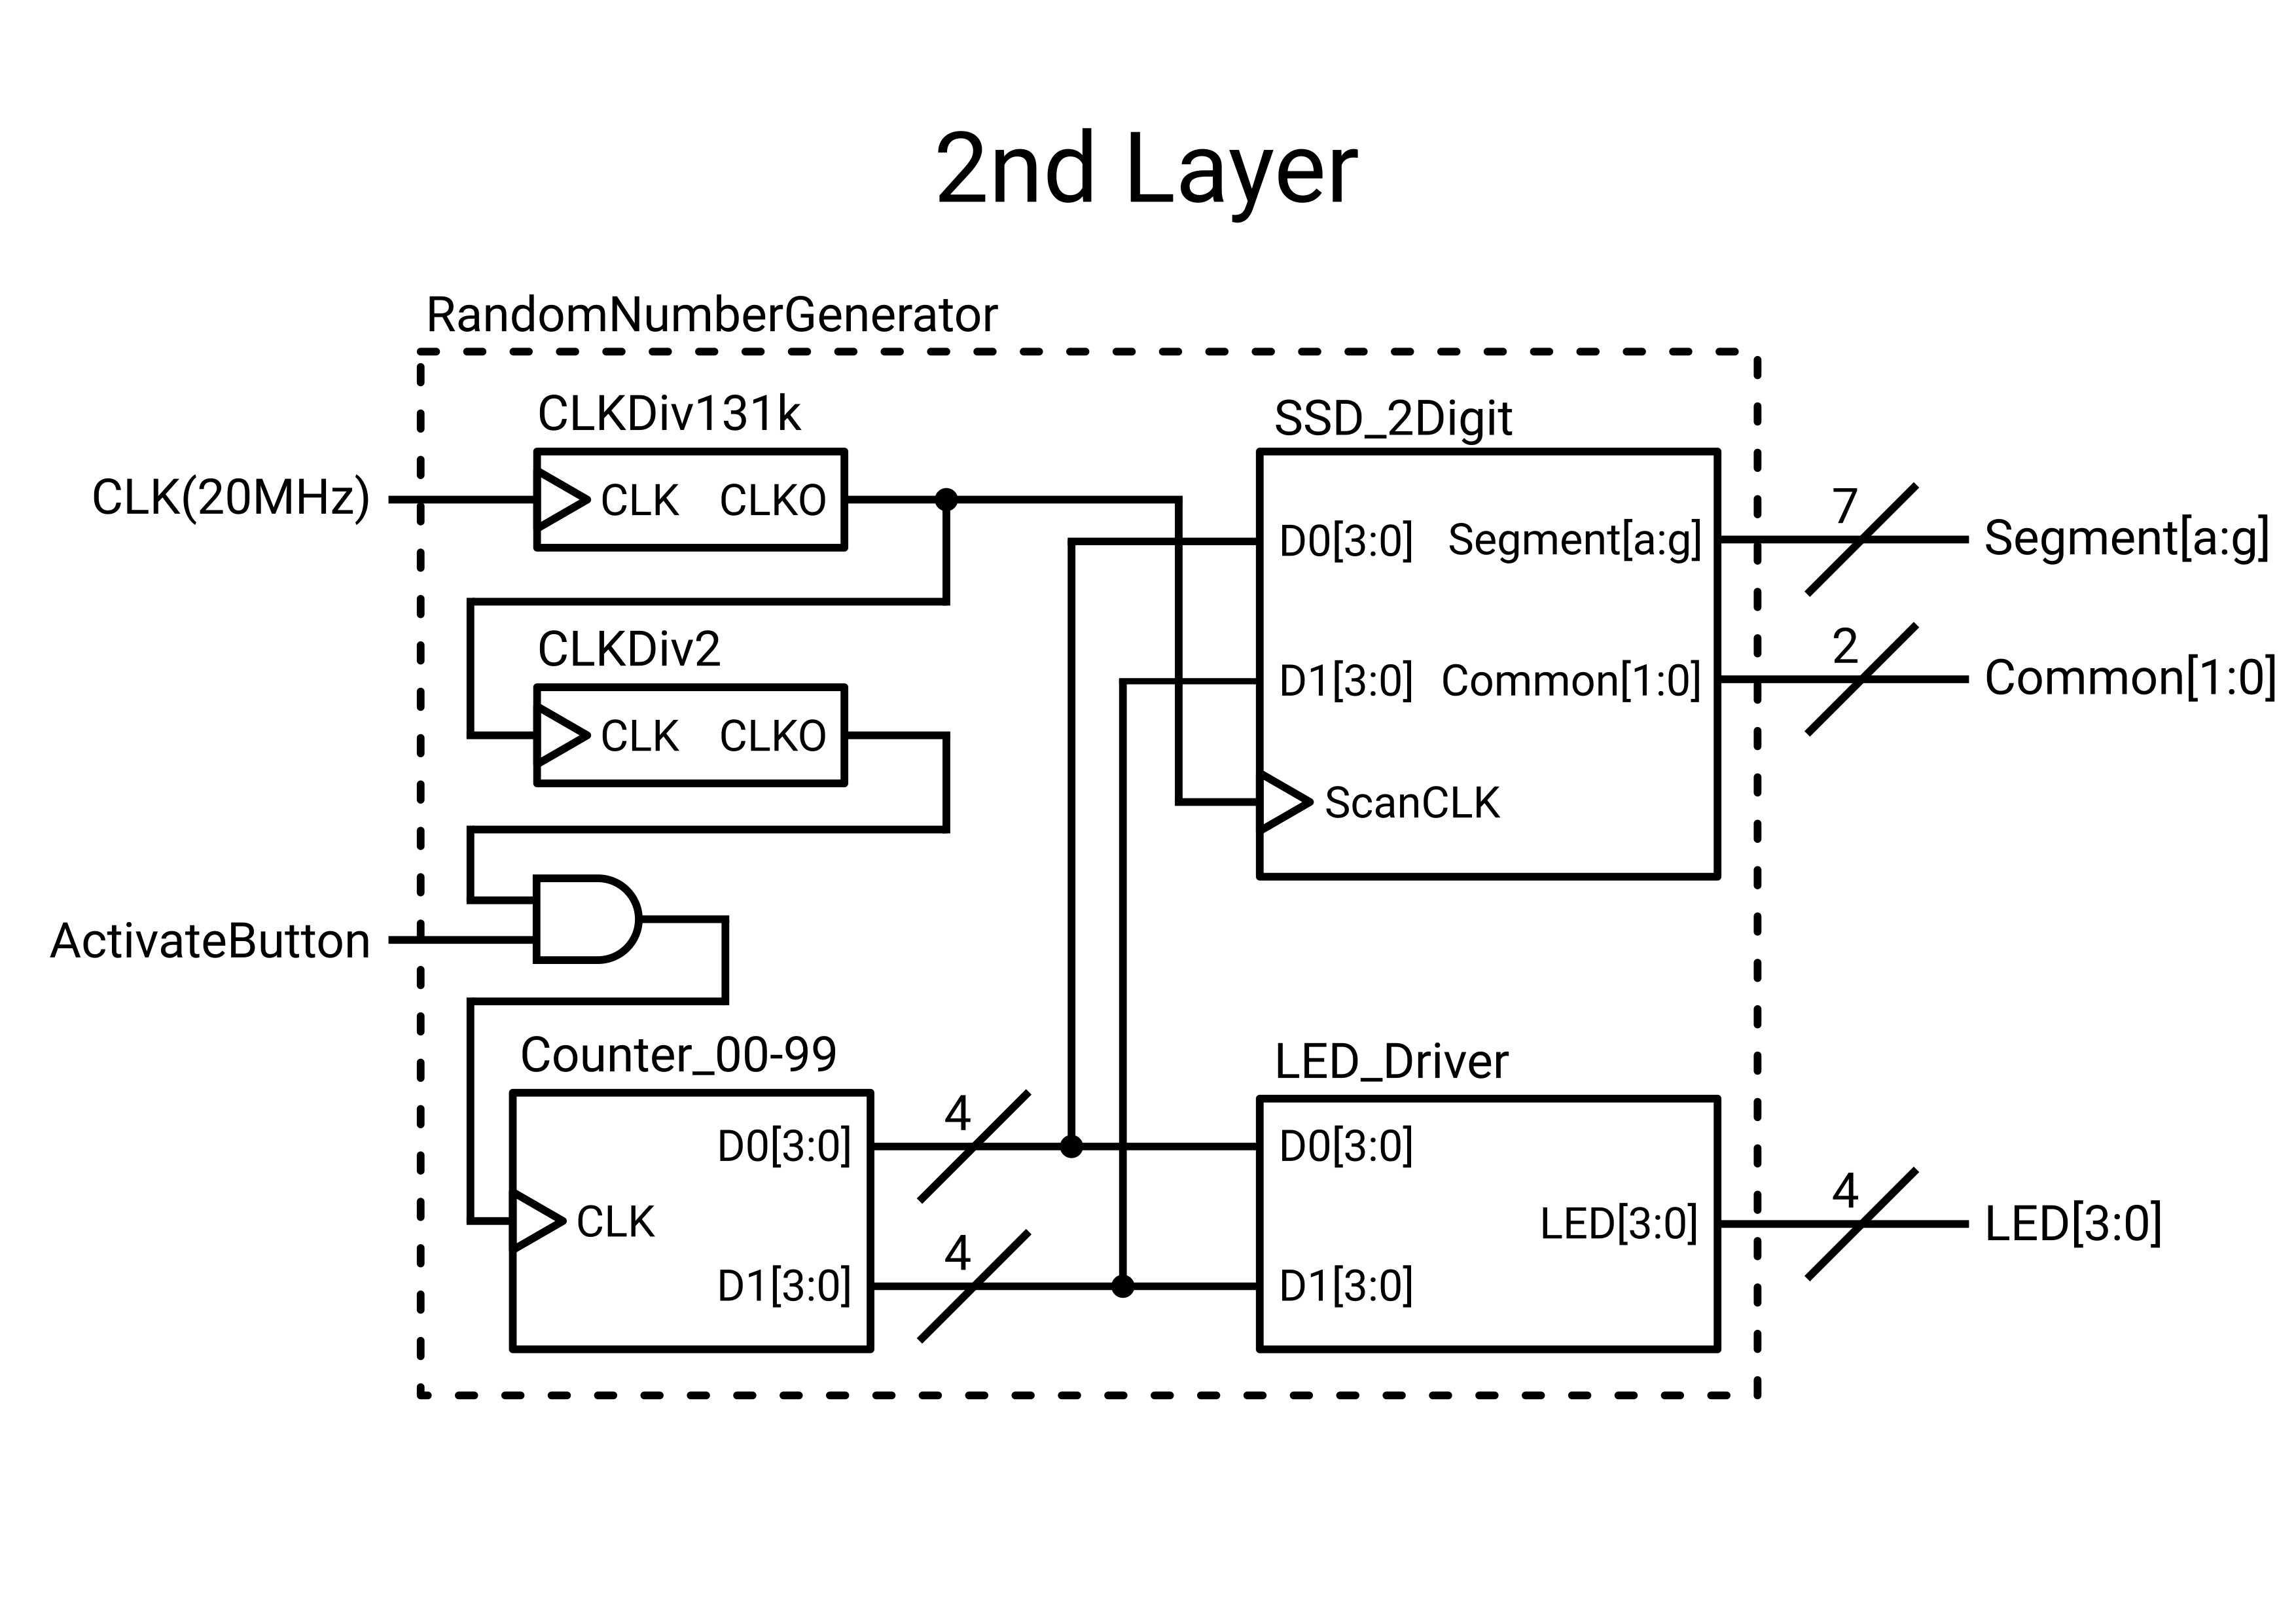 2nd Layer
RandomNumberGenerator
CLKDiv131k
SSD_2Digit
CLK(20MHz)
CLK CLKO
D0[3:0] Segment[a:g]
7
Segment[a:g]
CLKDiv2
D1[3:0] Common[1:0]
2
Common[1:0]
CLK CLKO
ScanCLK
ActivateButton
Counter_00-99
LED_Driver
D0[3:0]
4
D0[3:0]
CLK
LED[3:0]
4
LED[3:0]
D1[3:0]
4
D1[3:0]